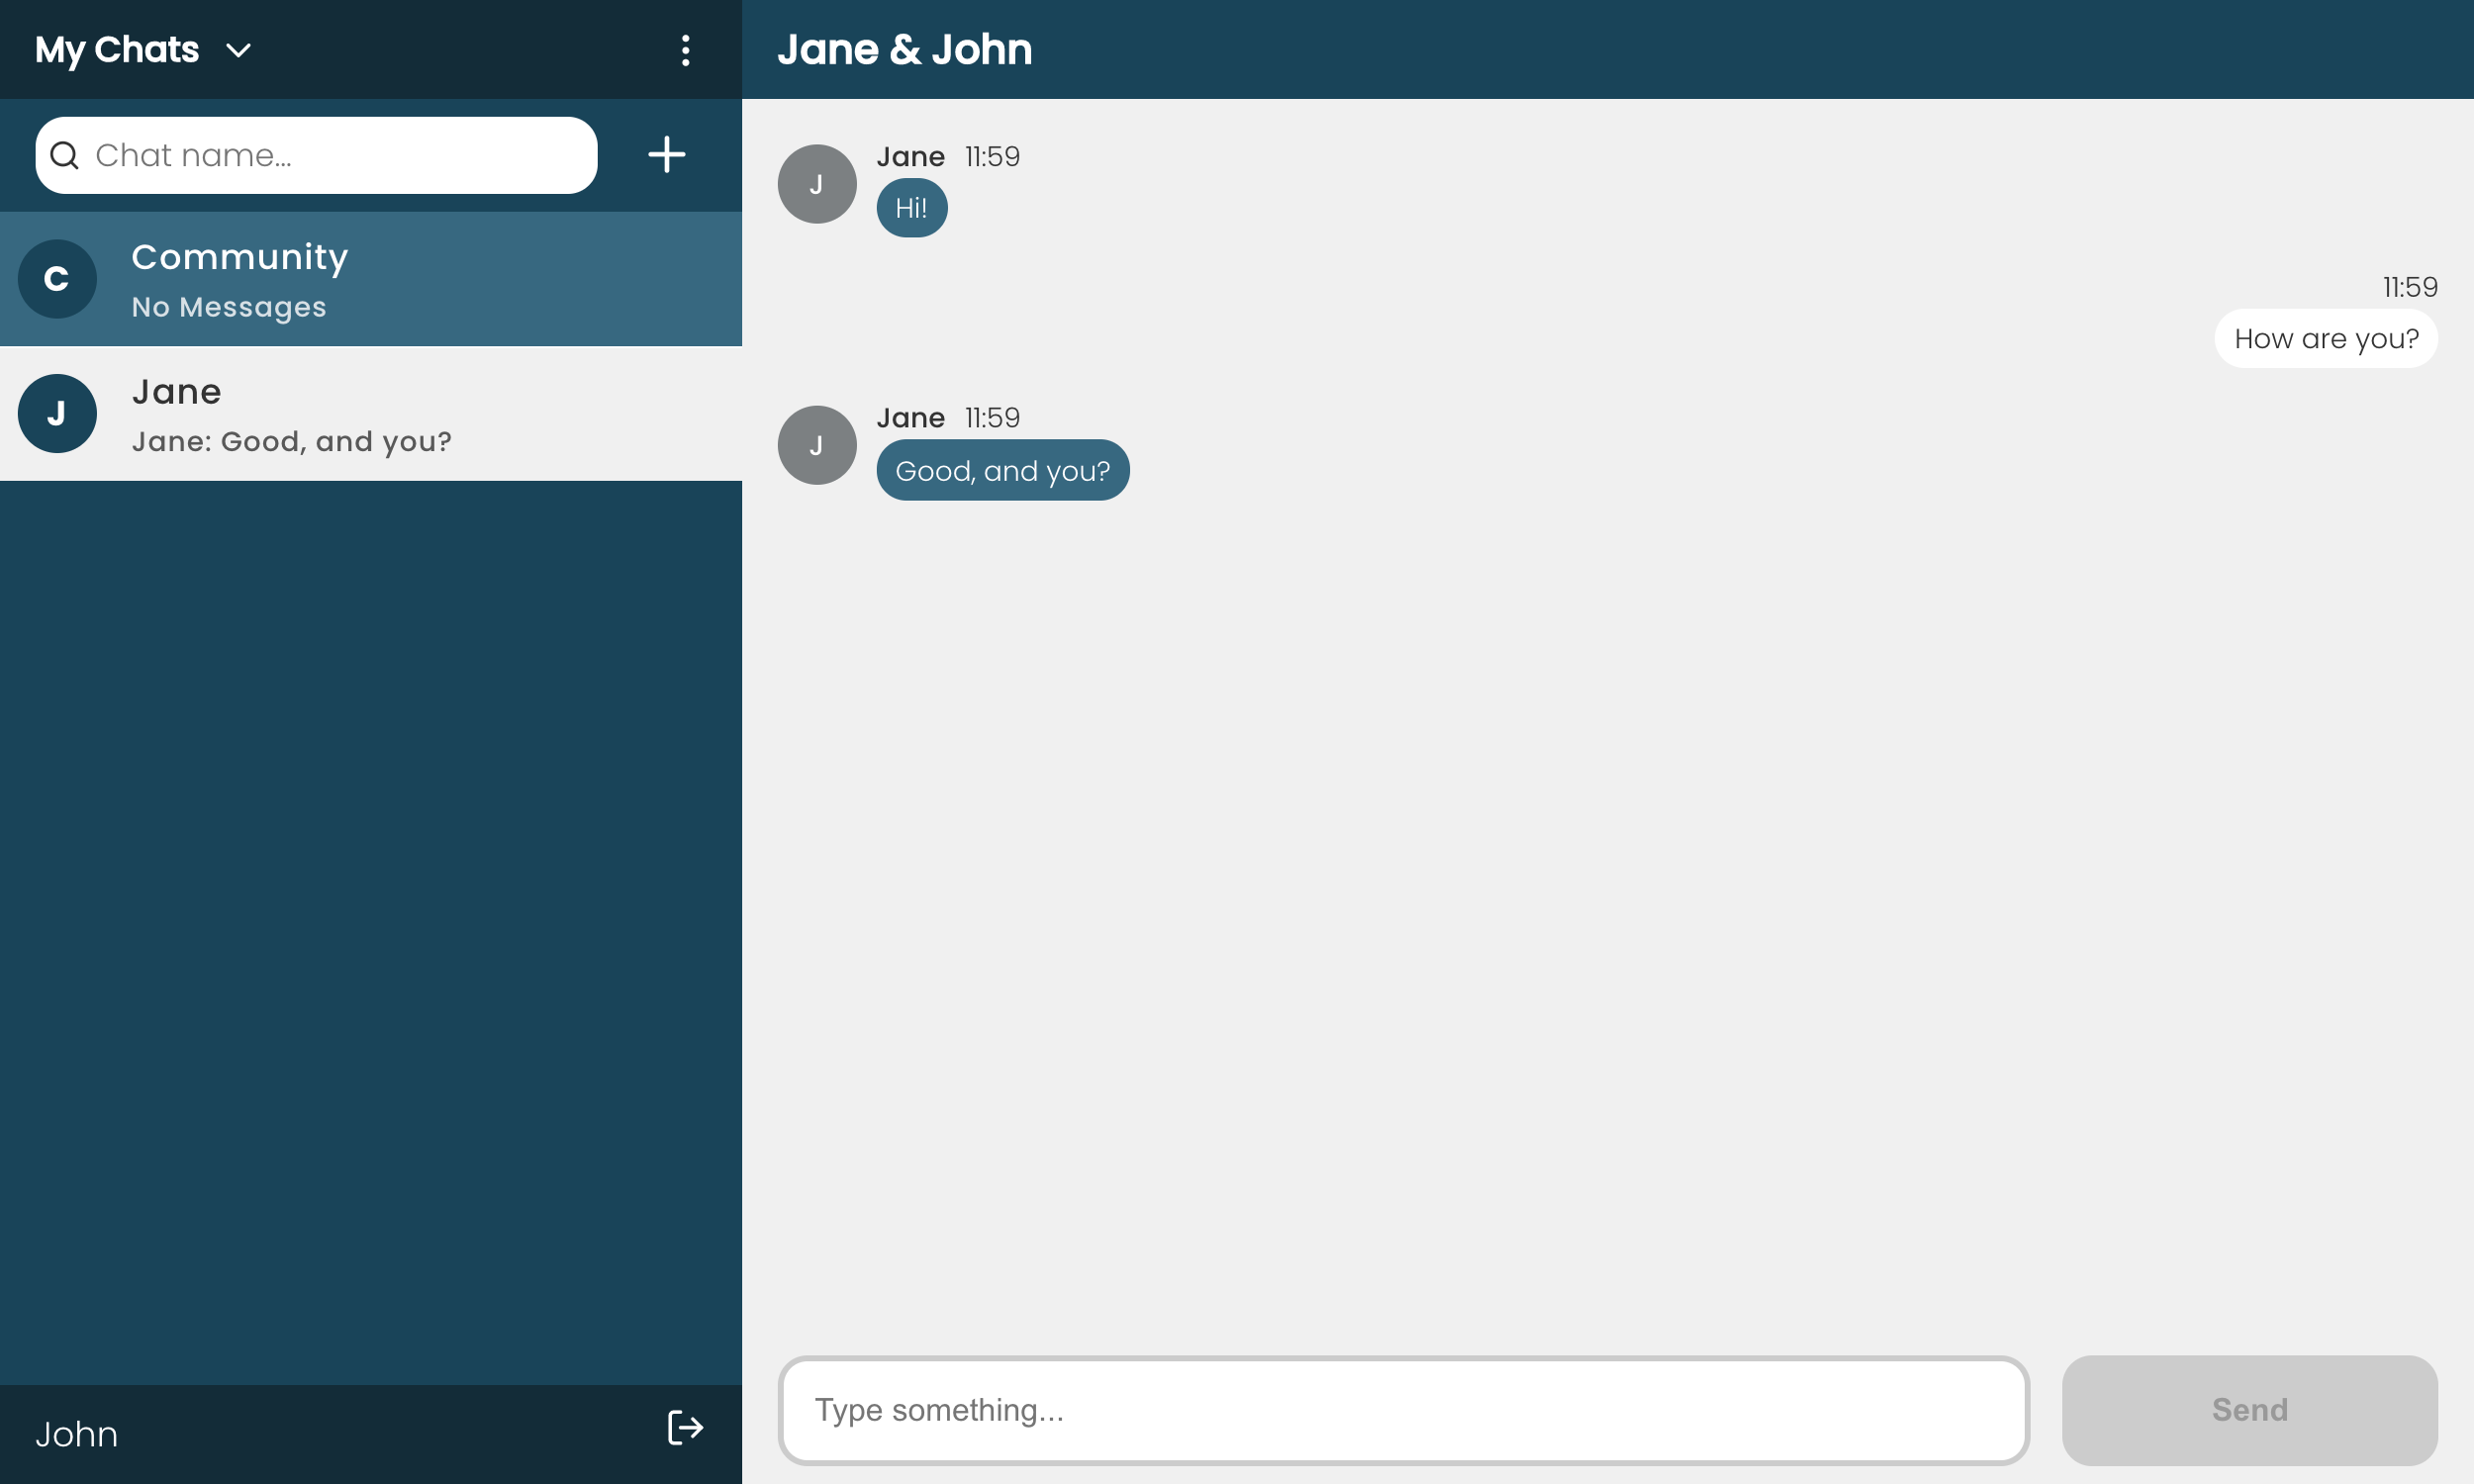 My Chats
Chat name...
C
Community
No Messages
J
Jane
Jane: Good, and you?
John
Jane & John
J
Jane 11:59
Hi!
11:59
How are you?
J
Jane 11:59
Good, and you?
Type something...
Send